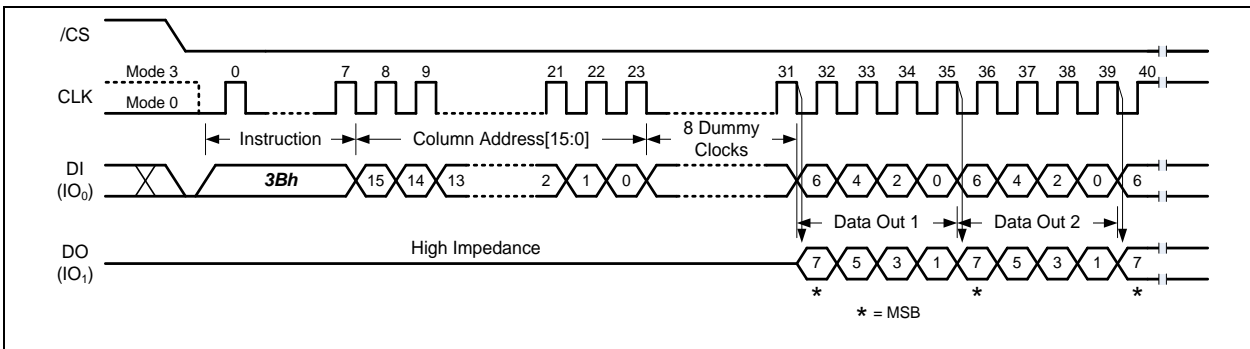 /CS
Mode 3 0 7 8 9 21 22 23 31 32 33 34 35 36 37 38 39 40
CLK
Mode 0
Instruction Column Address[15:0] 8 Dummy Clocks
DI
(IO0)
3Bh 15 14 13 2 1 0 6 4 2 0 6 4 2 0 6
Data Out 1 Data Out 2
High Impedance
DO
(IO1)
7 5 3 1 7 5 3 1 7
* * *
* = MSB